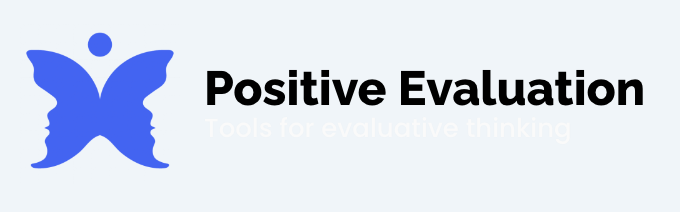 Positive Evaluation
Tools for evaluative thinking